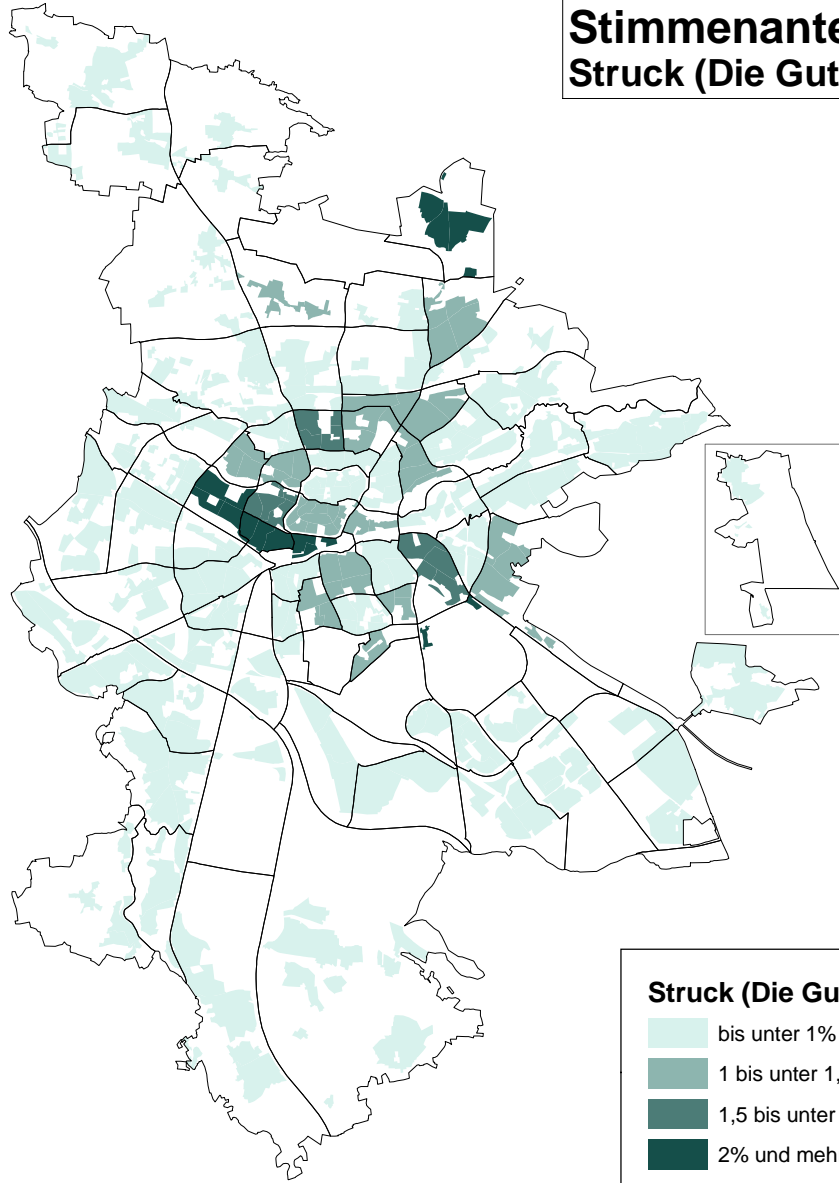 Stimmenante
Struck (Die Gut
Struck (Die Gu
bis unter 1%
1 bis unter 1,
1,5 bis unter
2% und meh